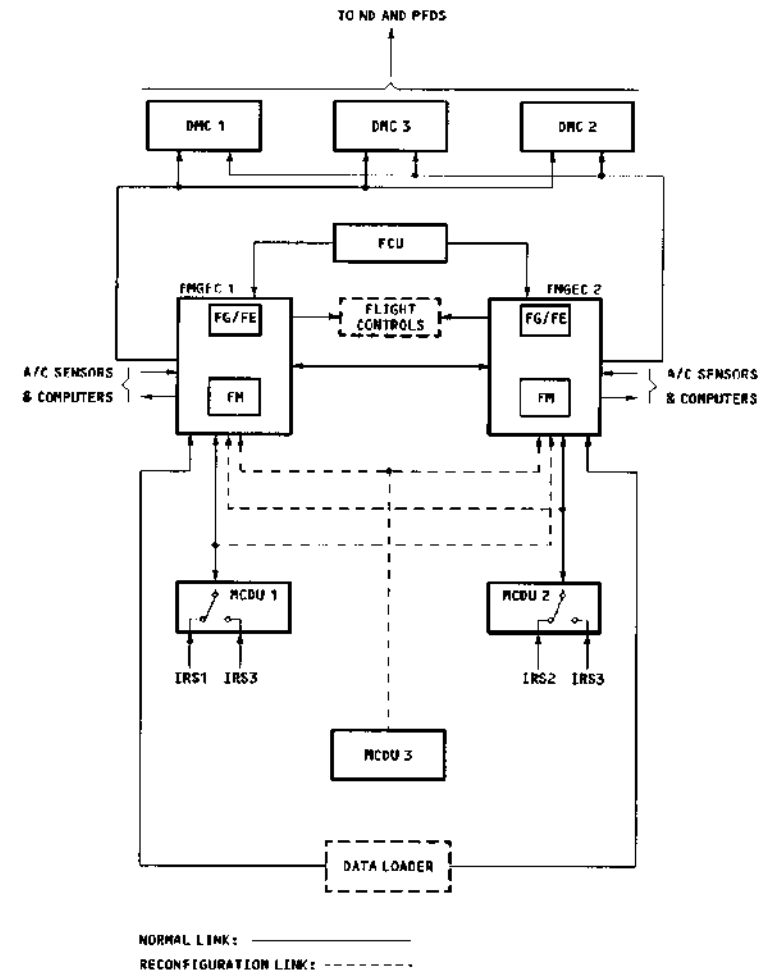 TO ND AND PFDS
DMC 1
DMC 3
DMC 2
FCU
FMGEC 1
FMGEC 2
FG/FE
FLIGHT
CONTROLS
FG/FE
A/C SENSORS
& COMPUTERS
A/C SENSORS
& COMPUTERS
FM
FM
MCDU 1
MCDU 2
IRS1 IRS3
IRS2 IRS3
MCDU 3
DATA LOADER
NORMAL LINK:
RECONFIGURATION LINK: